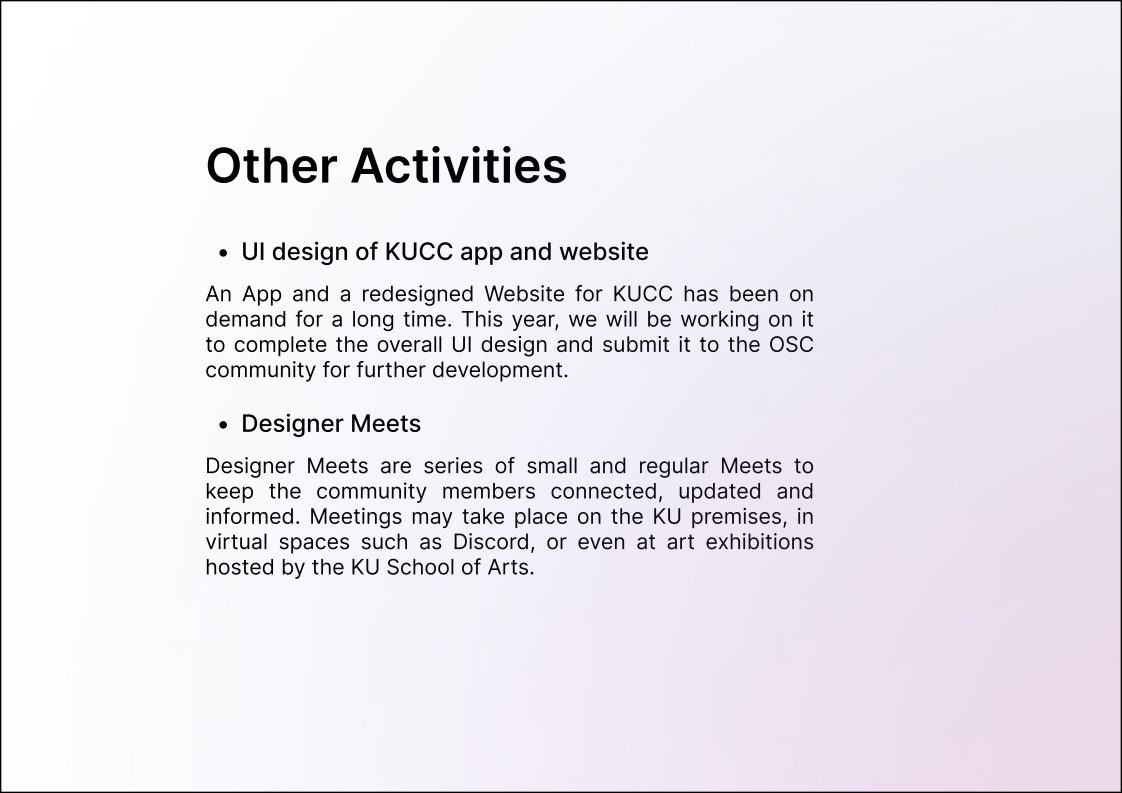 Other Activities
• UI design of KUCC app and website
An App and a redesigned Website for KUCC has been on
demand for a long time. This year, we will be working on it
to complete the overall UI design and submit it to the OSC
community for further development.
• Designer Meets
Designer Meets are series of small and regular Meets to
keep the community members connected, updated and
informed. Meetings may take place on the KU premises, in
virtual spaces such as Discord, or even at art exhibitions
hosted by the KU School of Arts.